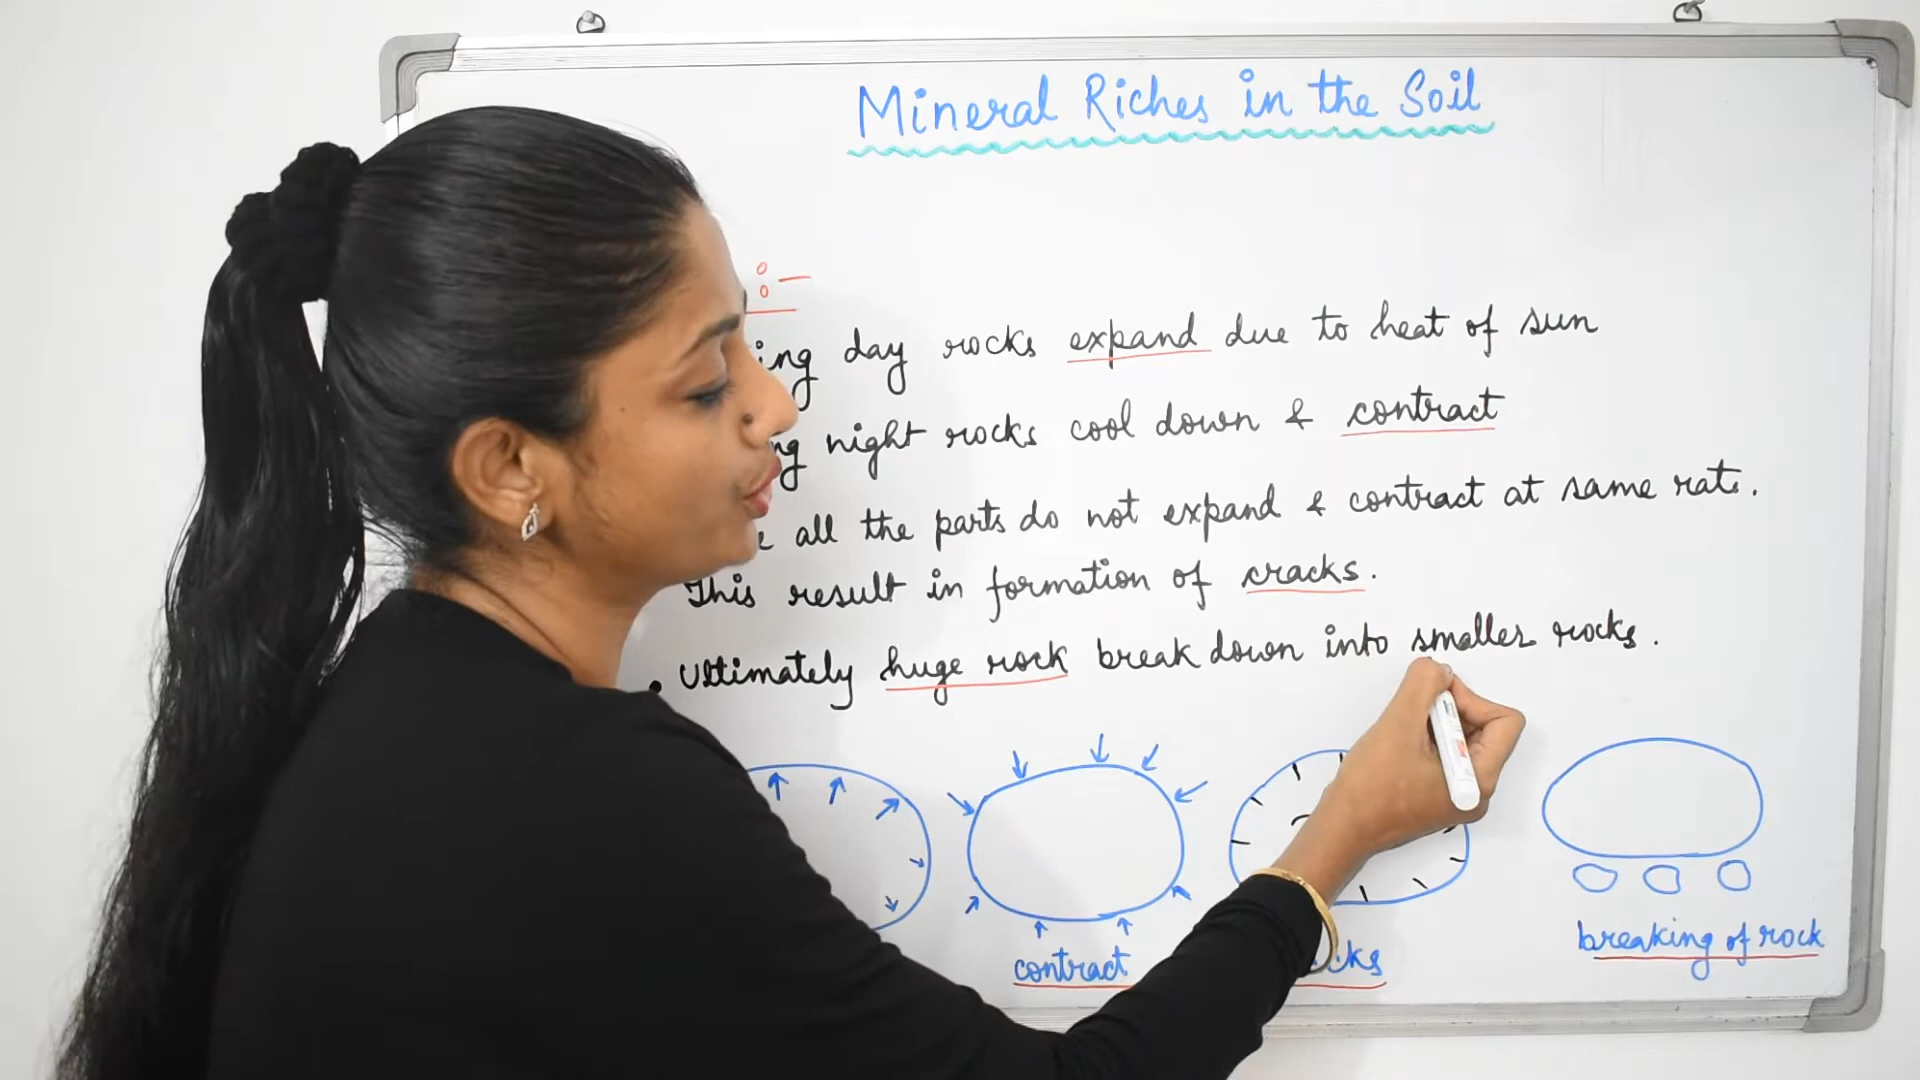 Mineral Riches in the Soil
day rocks expand due to heat of sun
night rocks cool down & contract
all the parts do not expand & contract at same rate.
This result in formation of cracks.
• Ultimately huge rock break down into smaller rocks.
contract
breaking of rock